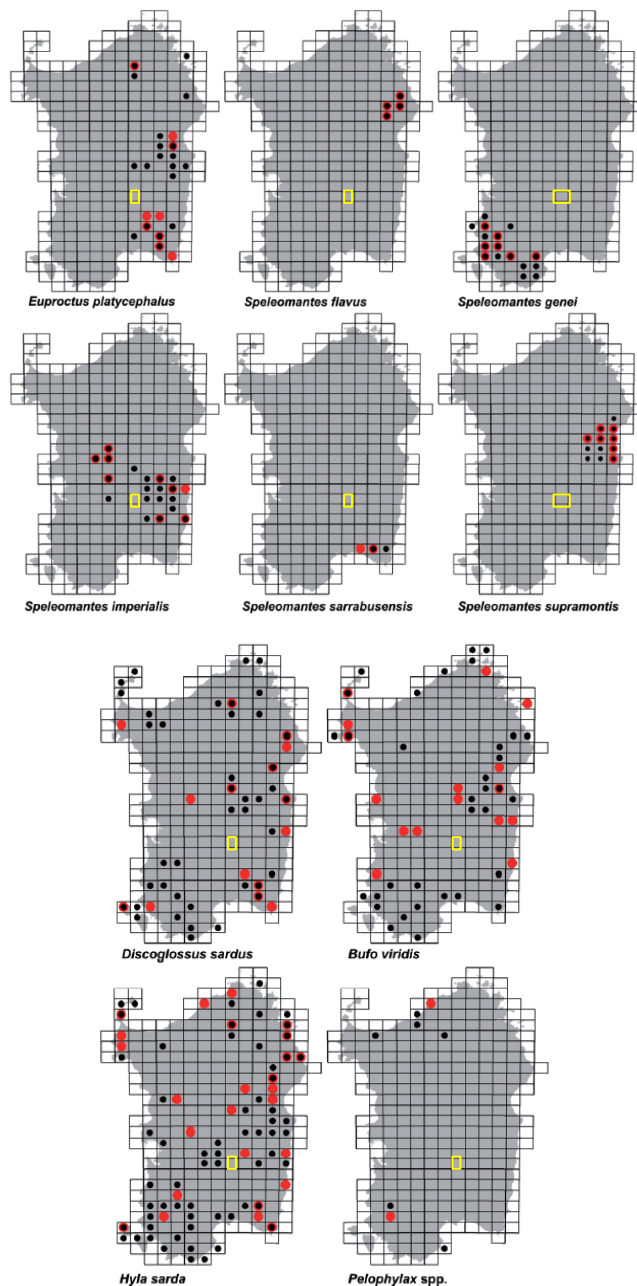 Euproctus platycephalus
Speleomantes flavus
Speleomantes genei
Speleomantes imperialis
Speleomantes sarrabusensis
Speleomantes supramontis
Discoglossus sardus
Bufo viridis
Hyla sarda
Pelophylax spp.